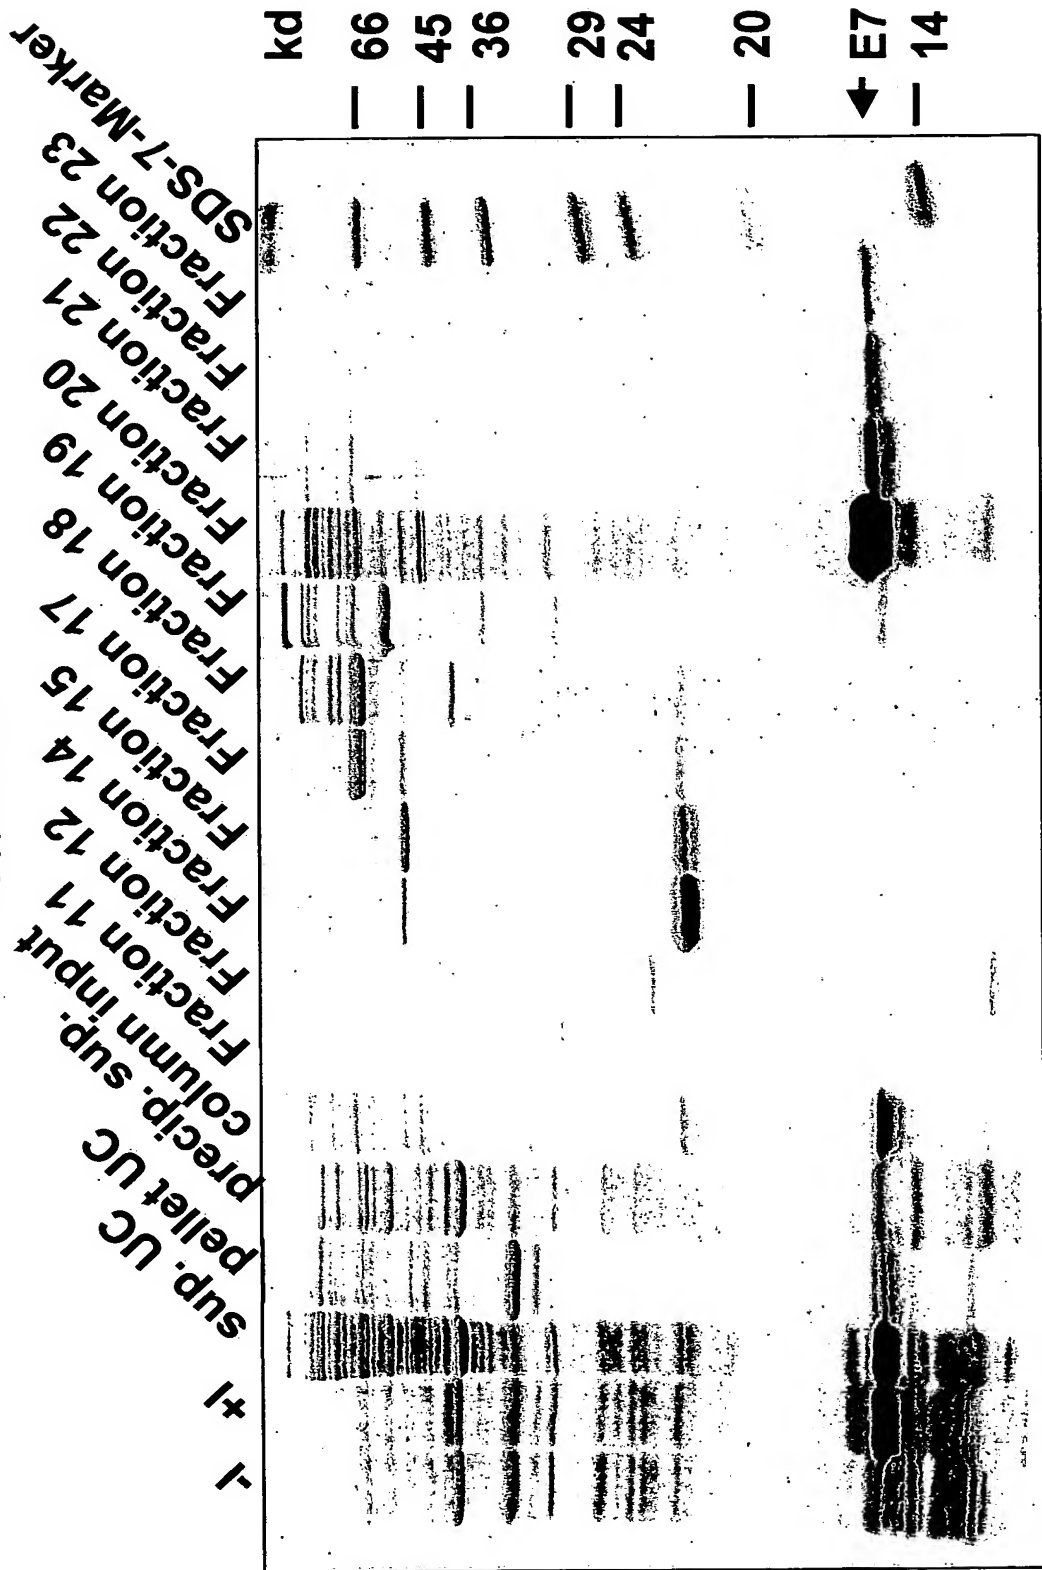 kd
66
45
36
29
24
20
E7
14
SDS-7-Marker
Fraction 23
Fraction 22
Fraction 21
Fraction 20
Fraction 19
Fraction 18
Fraction 17
Fraction 15
Fraction 14
Fraction 12
Fraction 11
column input
precip. sup.
pellet UC
sup. UC
I+
I-